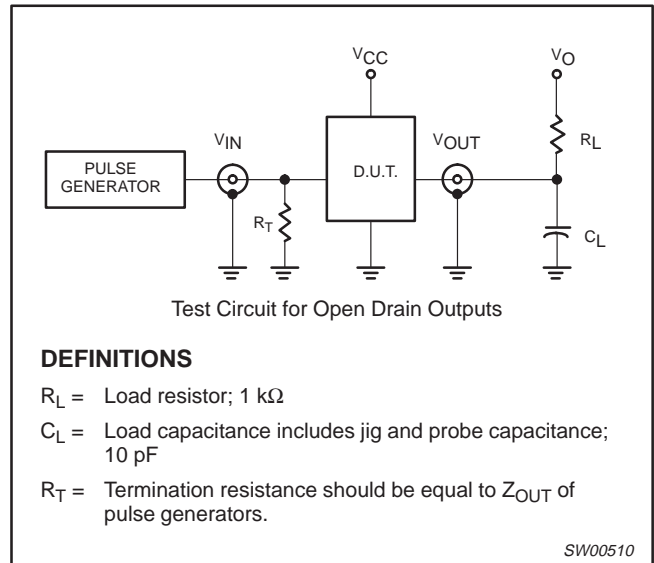 VCC
VO
VIN
VOUT
RL
PULSE
GENERATOR
D.U.T.
RT
CL
Test Circuit for Open Drain Outputs
DEFINITIONS
RL = Load resistor; 1 kΩ
CL = Load capacitance includes jig and probe capacitance;
10 pF
RT = Termination resistance should be equal to ZOUT of
pulse generators.
SW00510